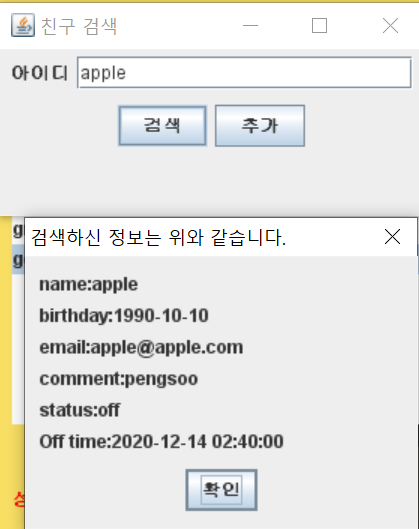 친구 검색
아이디 apple
검색 추가
검색하신 정보는 위와 같습니다.
name:apple
birthday:1990-10-10
email:apple@apple.com
comment:pengsoo
status:off
Off time:2020-12-14 02:40:00
확인